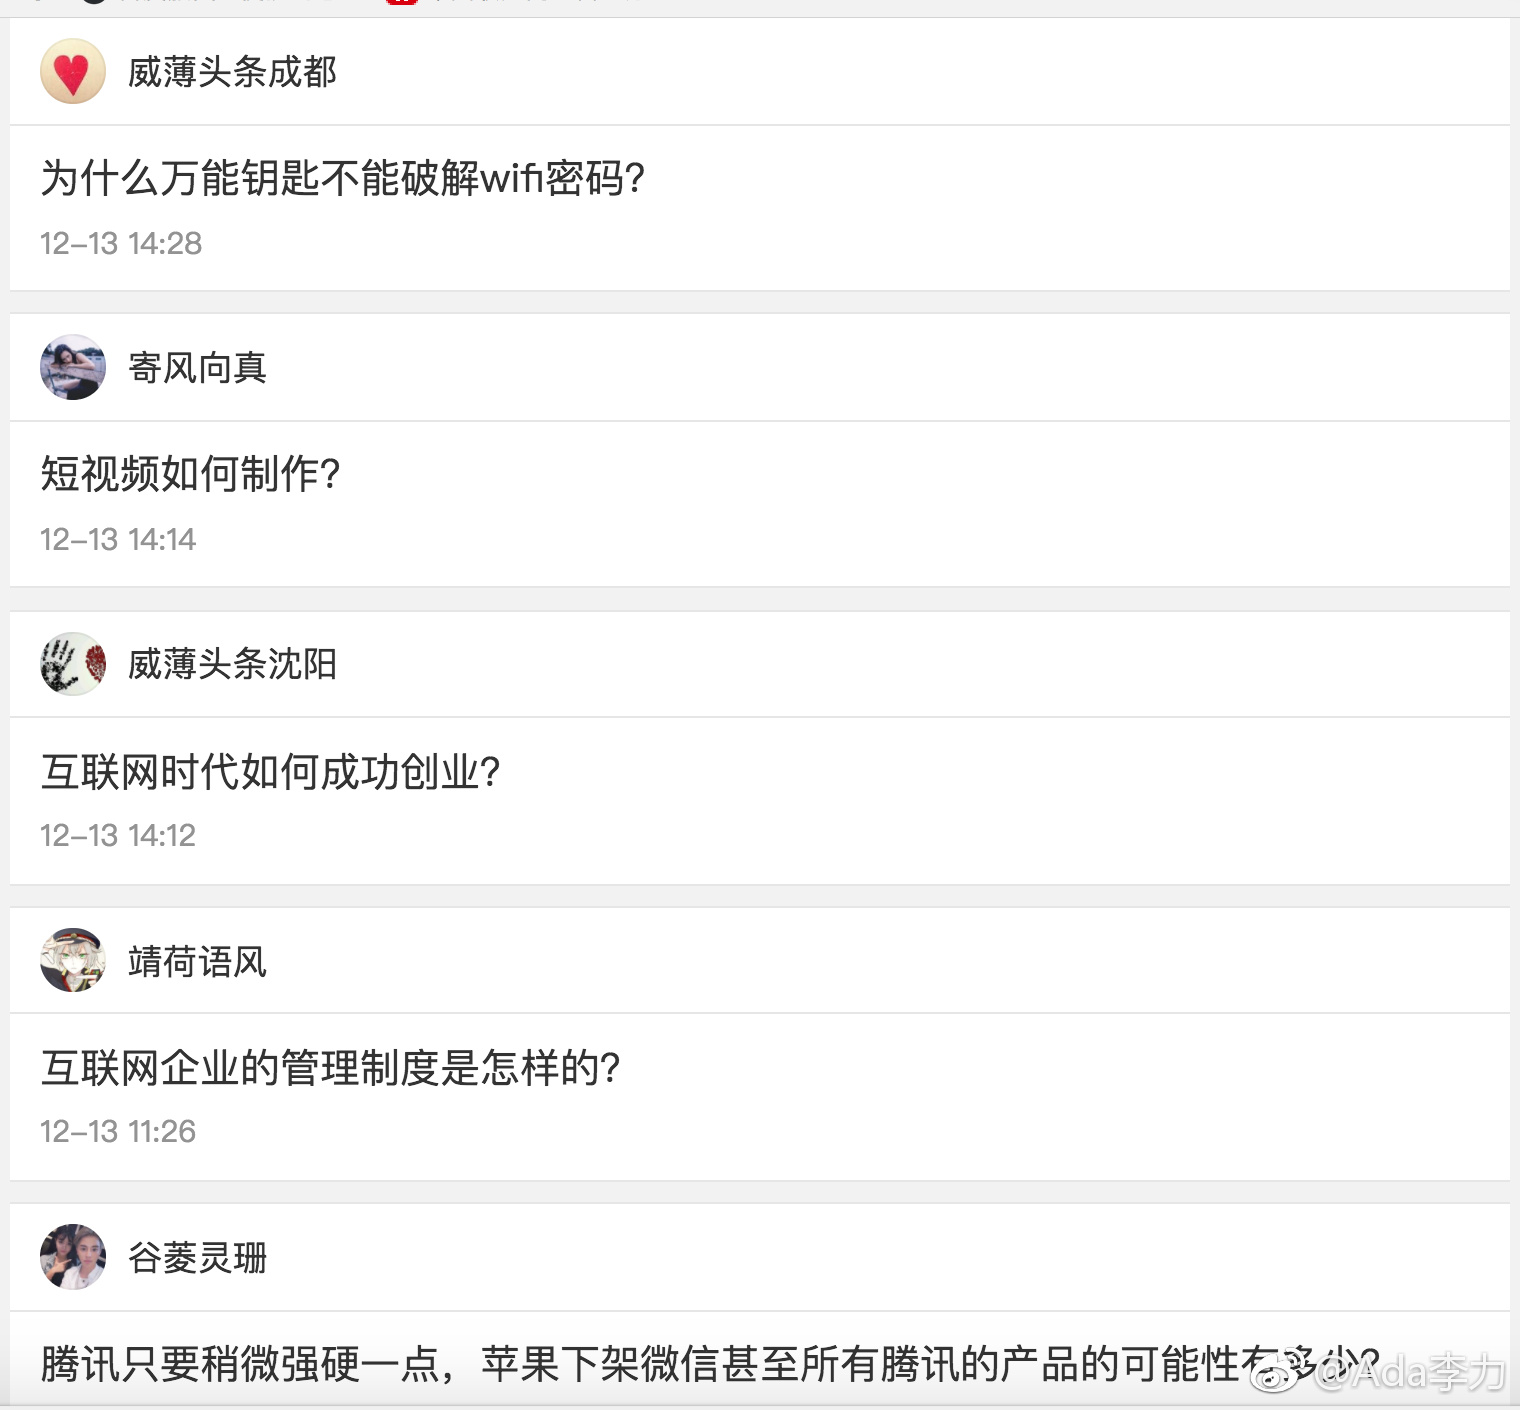 威薄头条成都
为什么万能钥匙不能破解wifi密码?
12-13 14:28
寄风向真
短视频如何制作?
12-13 14:14
威薄头条沈阳
互联网时代如何成功创业?
12-13 14:12
靖荷语风
互联网企业的管理制度是怎样的?
12-13 11:26
谷菱灵珊
腾讯只要稍微强硬一点，苹果下架微信甚至所有腾讯的产品的可能性有多少?
@Ada李力